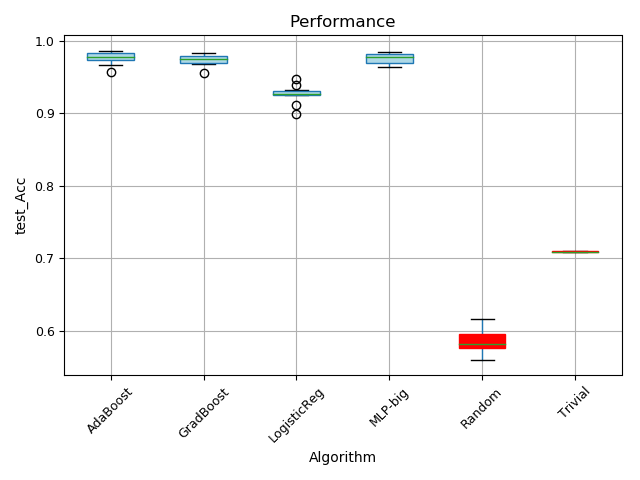 Performance
1.0
0.9
0.8
0.7
0.6
test_Acc
AdaBoost
GradBoost
LogisticReg
MLP-big
Random
Trivial
Algorithm